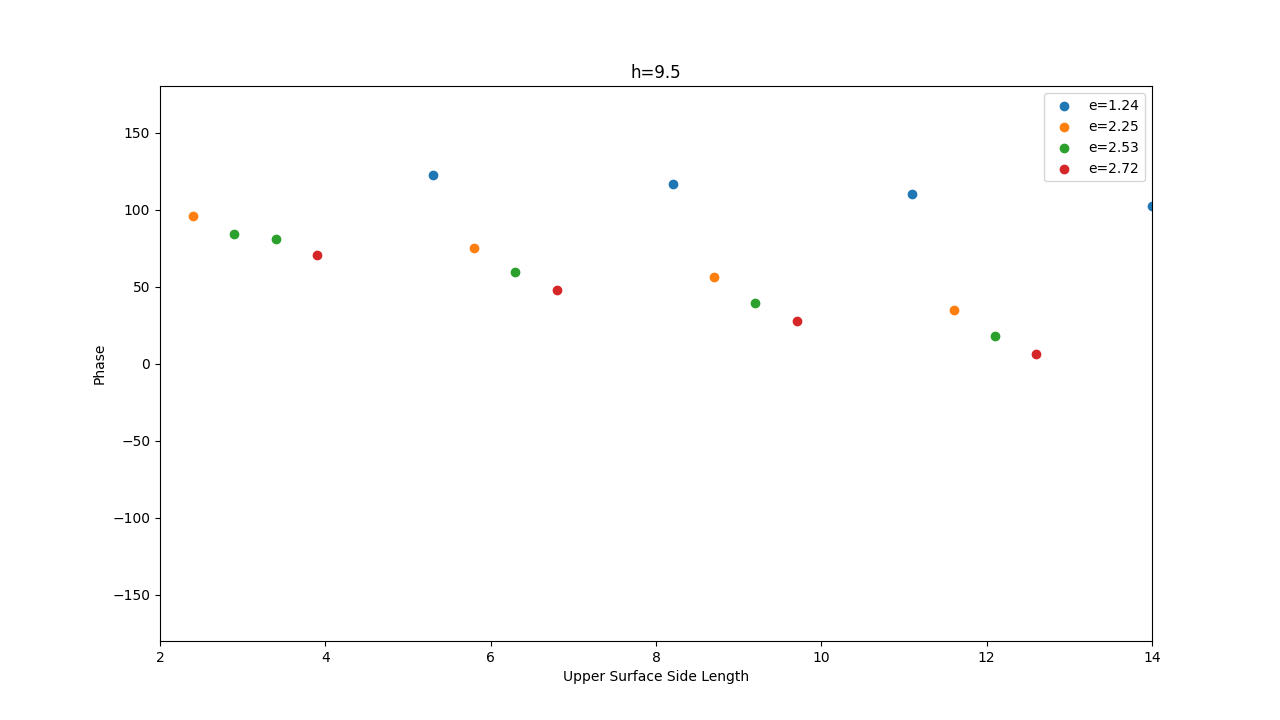 h=9.5
e=1.24
e=2.25
e=2.53
e=2.72
150
100
50
0
−50
−100
−150
Phase
2 4 6 8 10 12 14
Upper Surface Side Length